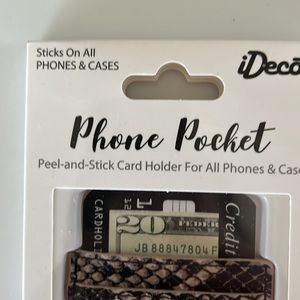 Sticks On All
PHONES & CASES
iDeco
Phone Pocket
Peel-and-Stick Card Holder For All Phones & Case
Credit
CARDHOL
20
JB 88847804 F